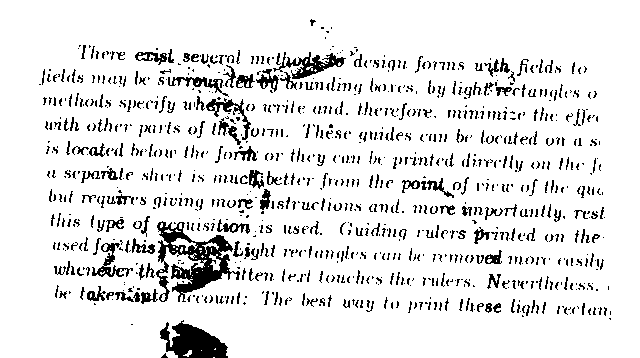 There exist several methods to design forms with fields to
fields may be surrounded by bounding boxes, by light rectangles o
methods specify where to write and, therefore, minimize the effec
with other parts of the form. These guides can be located on a s
is located below the form or they can be printed directly on the fo
a separate sheet is much better from the point of view of the qua
but requires giving more instructions and, more importantly, rest
this type of acquisition is used. Guiding rulers printed on the
used for this reason. Light rectangles can be removed more easily
whenever the handwritten text touches the rulers. Nevertheless,
be taken into account: The best way to print these light rectang